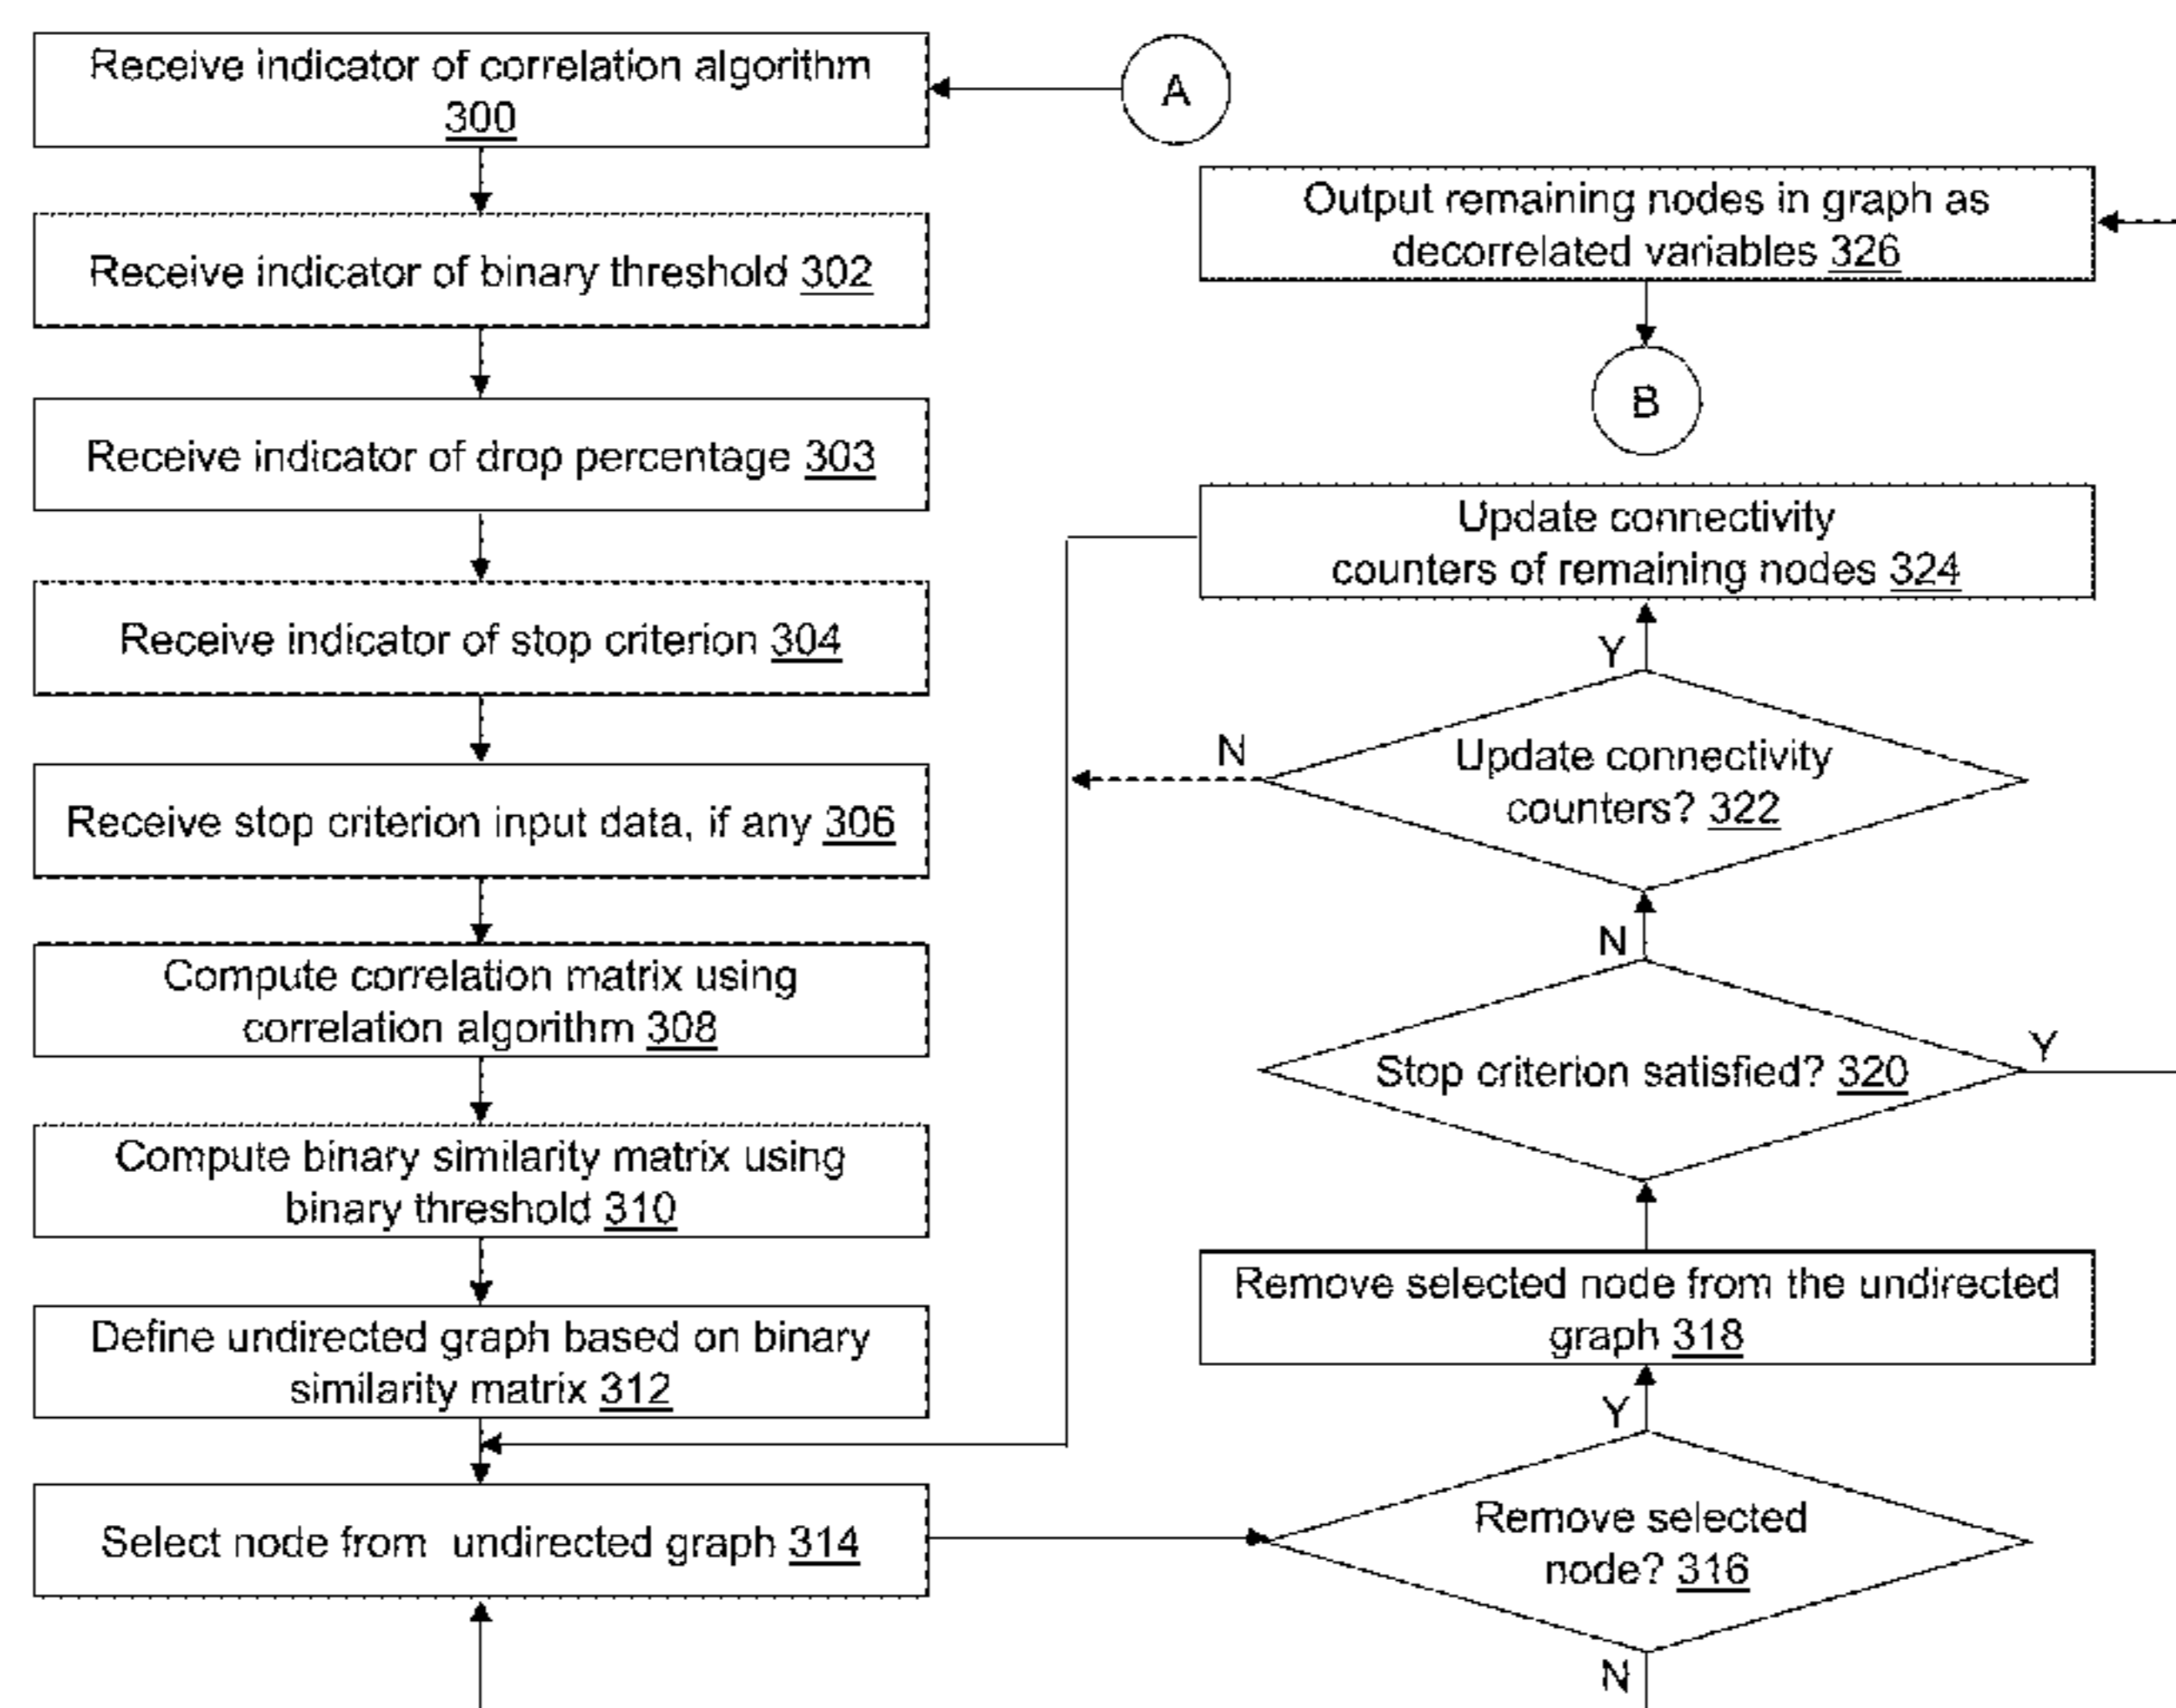 Receive indicator of correlation algorithm
300
A
Receive indicator of binary threshold 302
Receive indicator of drop percentage 303
Receive indicator of stop criterion 304
Receive stop criterion input data, if any 306
Compute correlation matrix using
correlation algorithm 308
Compute binary similarity matrix using
binary threshold 310
Define undirected graph based on binary
similarity matrix 312
Select node from undirected graph 314
Output remaining nodes in graph as
decorrelated variables 326
B
Update connectivity
counters of remaining nodes 324
Y
N
Update connectivity
counters? 322
N
Y
Stop criterion satisfied? 320
Remove selected node from the undirected
graph 318
Y
Remove selected
node? 316
N